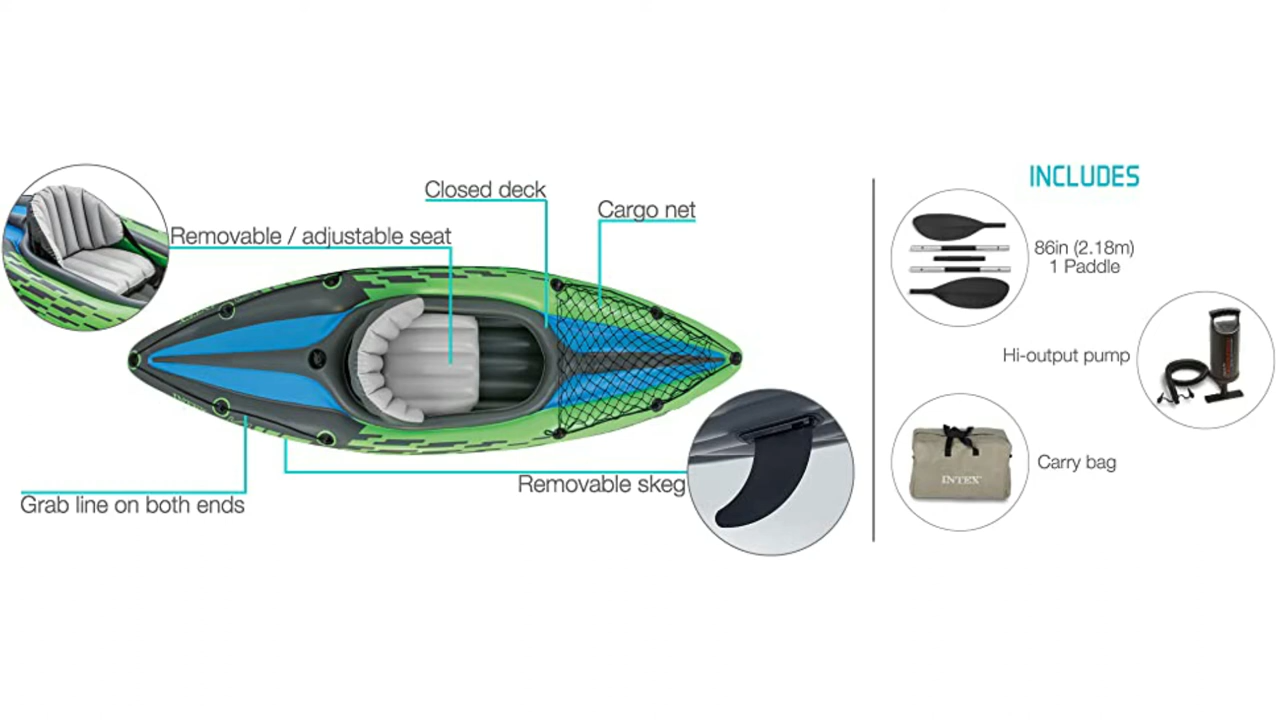 Closed deck
Cargo net
Removable / adjustable seat
Removable skeg
Grab line on both ends
INCLUDES
86in (2.18m)
1 Paddle
Hi-output pump
Carry bag
INTEX